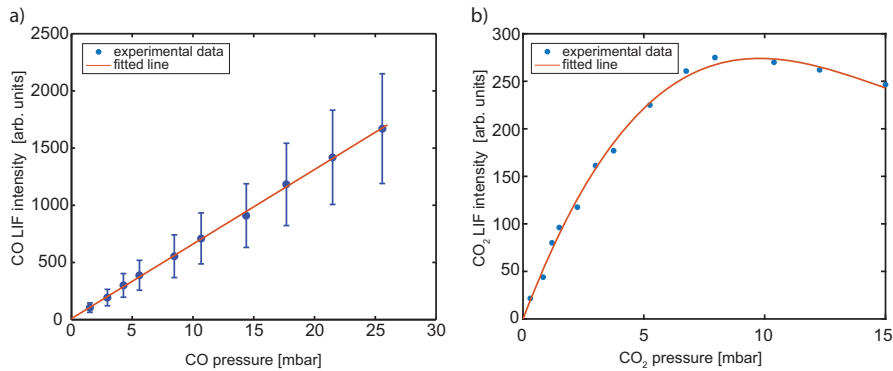 a)
2500
2000
1500
1000
500
0
0
5
10
15
20
25
30
CO LIF intensity [arb. units]
CO pressure [mbar]
experimental data
fitted line
b)
300
250
200
150
100
50
0
0
5
10
15
CO₂ LIF intensity [arb. units]
CO₂ pressure [mbar]
experimental data
fitted line